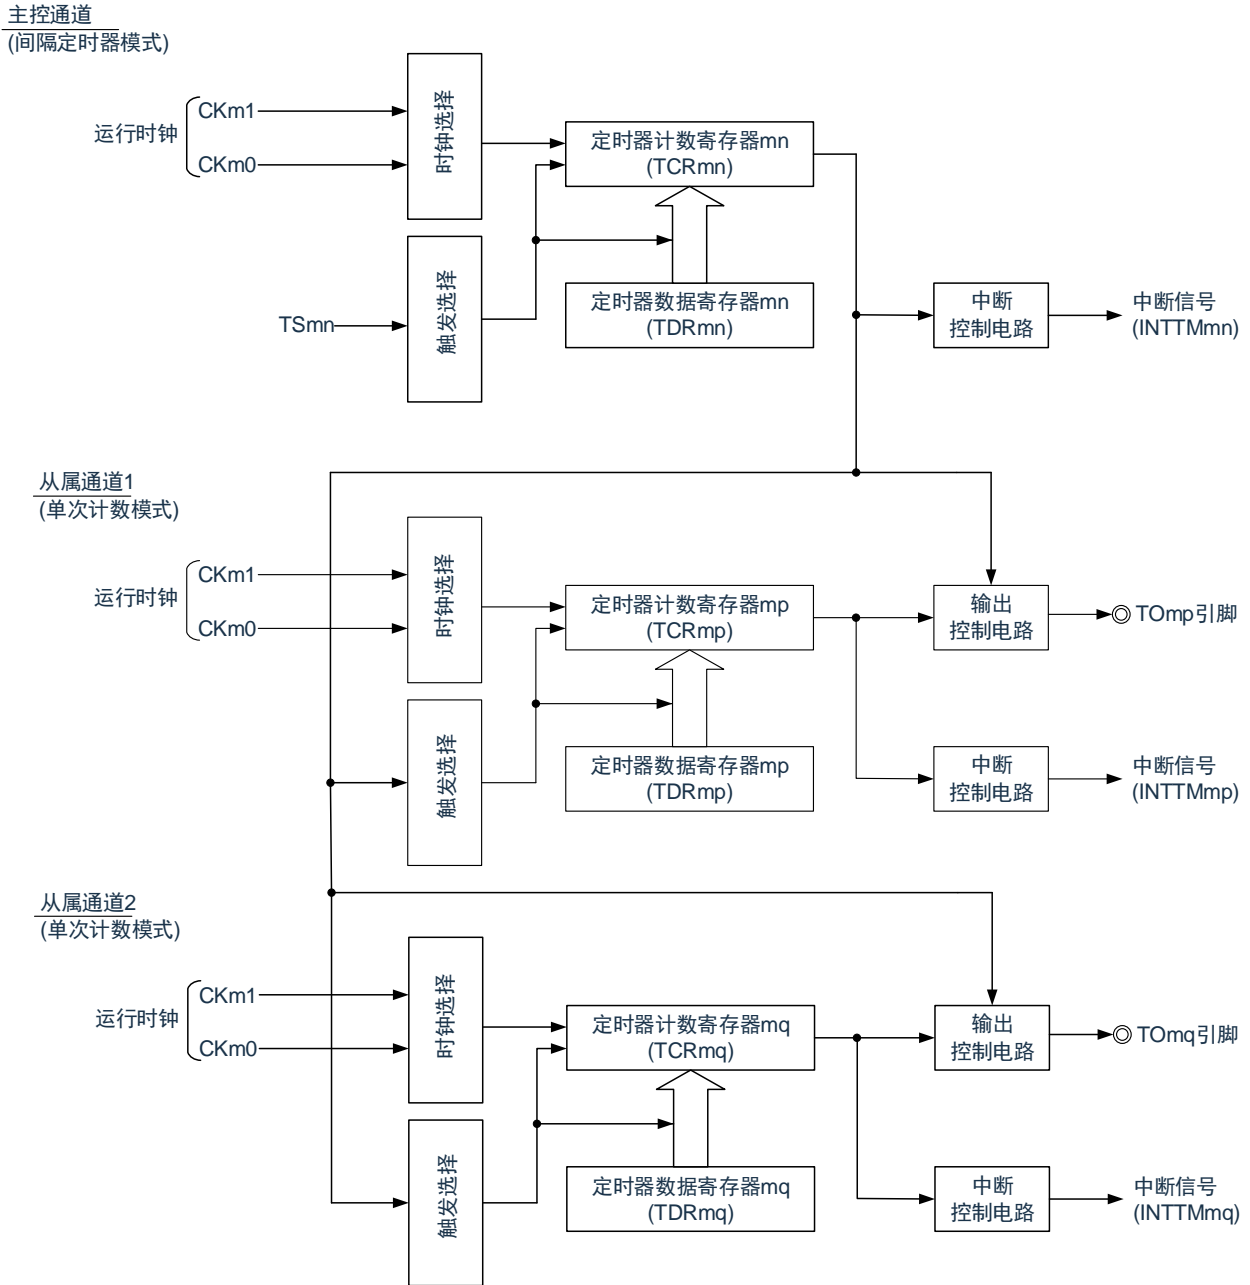 主控通道
(间隔定时器模式)
运行时钟
CKm1
CKm0
时钟选择
定时器计数寄存器mn
(TCRmn)
TSmn
触发选择
定时器数据寄存器mn
(TDRmn)
中断
控制电路
中断信号
(INTTMmn)
从属通道1
(单次计数模式)
运行时钟
CKm1
CKm0
时钟选择
定时器计数寄存器mp
(TCRmp)
输出
控制电路
TOmp引脚
触发选择
定时器数据寄存器mp
(TDRmp)
中断
控制电路
中断信号
(INTTMmp)
从属通道2
(单次计数模式)
运行时钟
CKm1
CKm0
时钟选择
定时器计数寄存器mq
(TCRmq)
输出
控制电路
TOmq引脚
触发选择
定时器数据寄存器mq
(TDRmq)
中断
控制电路
中断信号
(INTTMmq)